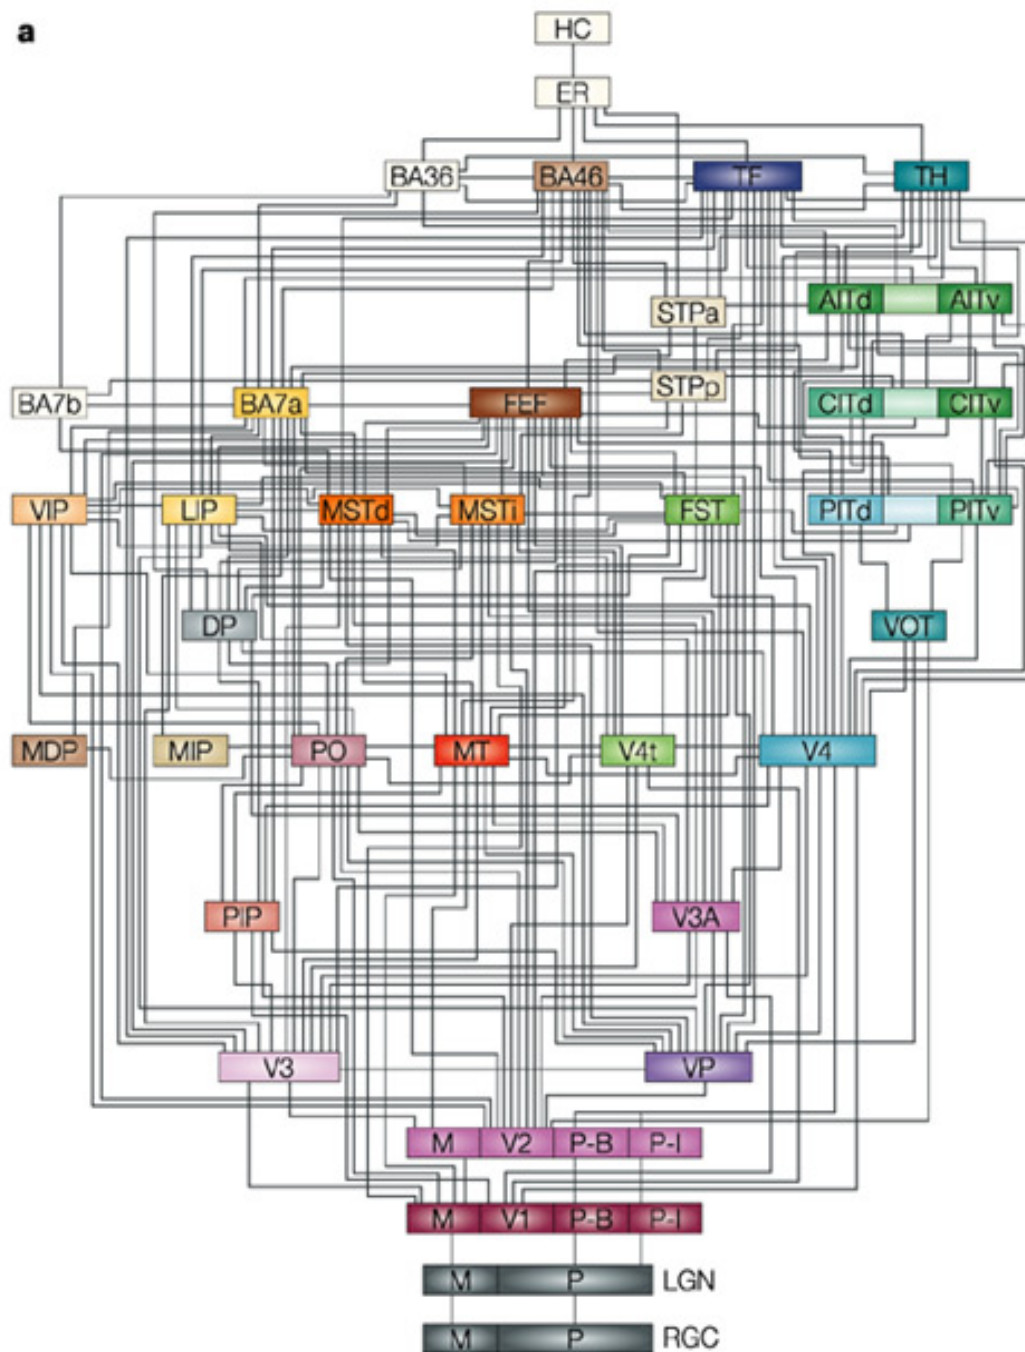 a
HC
ER
BA36 BA46 TF TH
AITd AITv
STPa
STPp
BA7b BA7a FEF CITd CITv
VIP LIP MSTd MSTi FST PITd PITv
DP VOT
MDP MIP PO MT V4t V4
PIP V3A
V3 VP
M V2 P-B P-I
M V1 P-B P-I
M P LGN
M P RGC